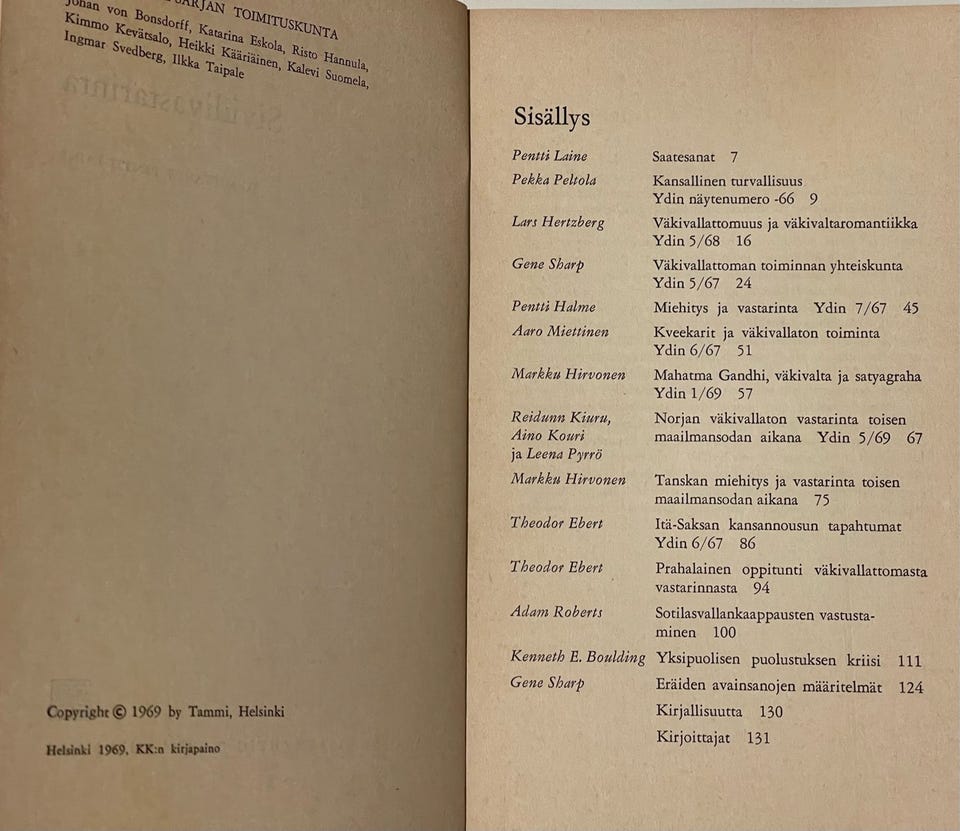 SARJAN TOIMITUSKUNTA
Johan von Bonsdorff, Katarina Eskola, Risto Hannula,
Kimmo Kevätsalo, Heikki Kääriäinen, Kalevi Suomela,
Ingmar Svedberg, Ilkka Taipale
Copyright © 1969 by Tammi, Helsinki
Helsinki 1969, KK:n kirjapaino
Sisällys
Pentti Laine Saatesanat 7
Pekka Peltola Kansallinen turvallisuus
Ydin näytenumero -66 9
Lars Hertzberg Väkivallattomuus ja väkivaltaromantiikka
Ydin 5/68 16
Gene Sharp Väkivallattoman toiminnan yhteiskunta
Ydin 5/67 24
Pentti Halme Miehitys ja vastarinta Ydin 7/67 45
Aaro Miettinen Kveekarit ja väkivallaton toiminta
Ydin 6/67 51
Markku Hirvonen Mahatma Gandhi, väkivalta ja satyagraha
Ydin 1/69 57
Reidunn Kiuru, Norjan väkivallaton vastarinta toisen
Aino Kouri maailmansodan aikana Ydin 5/69 67
ja Leena Pyrrö
Markku Hirvonen Tanskan miehitys ja vastarinta toisen
maailmansodan aikana 75
Theodor Ebert Itä-Saksan kansannousun tapahtumat
Ydin 6/67 86
Theodor Ebert Prahalainen oppitunti väkivallattomasta
vastarinnasta 94
Adam Roberts Sotilasvallankaappausten vastusta-
minen 100
Kenneth E. Boulding Yksipuolisen puolustuksen kriisi 111
Gene Sharp Eräiden avainsanojen määritelmät 124
Kirjallisuutta 130
Kirjoittajat 131